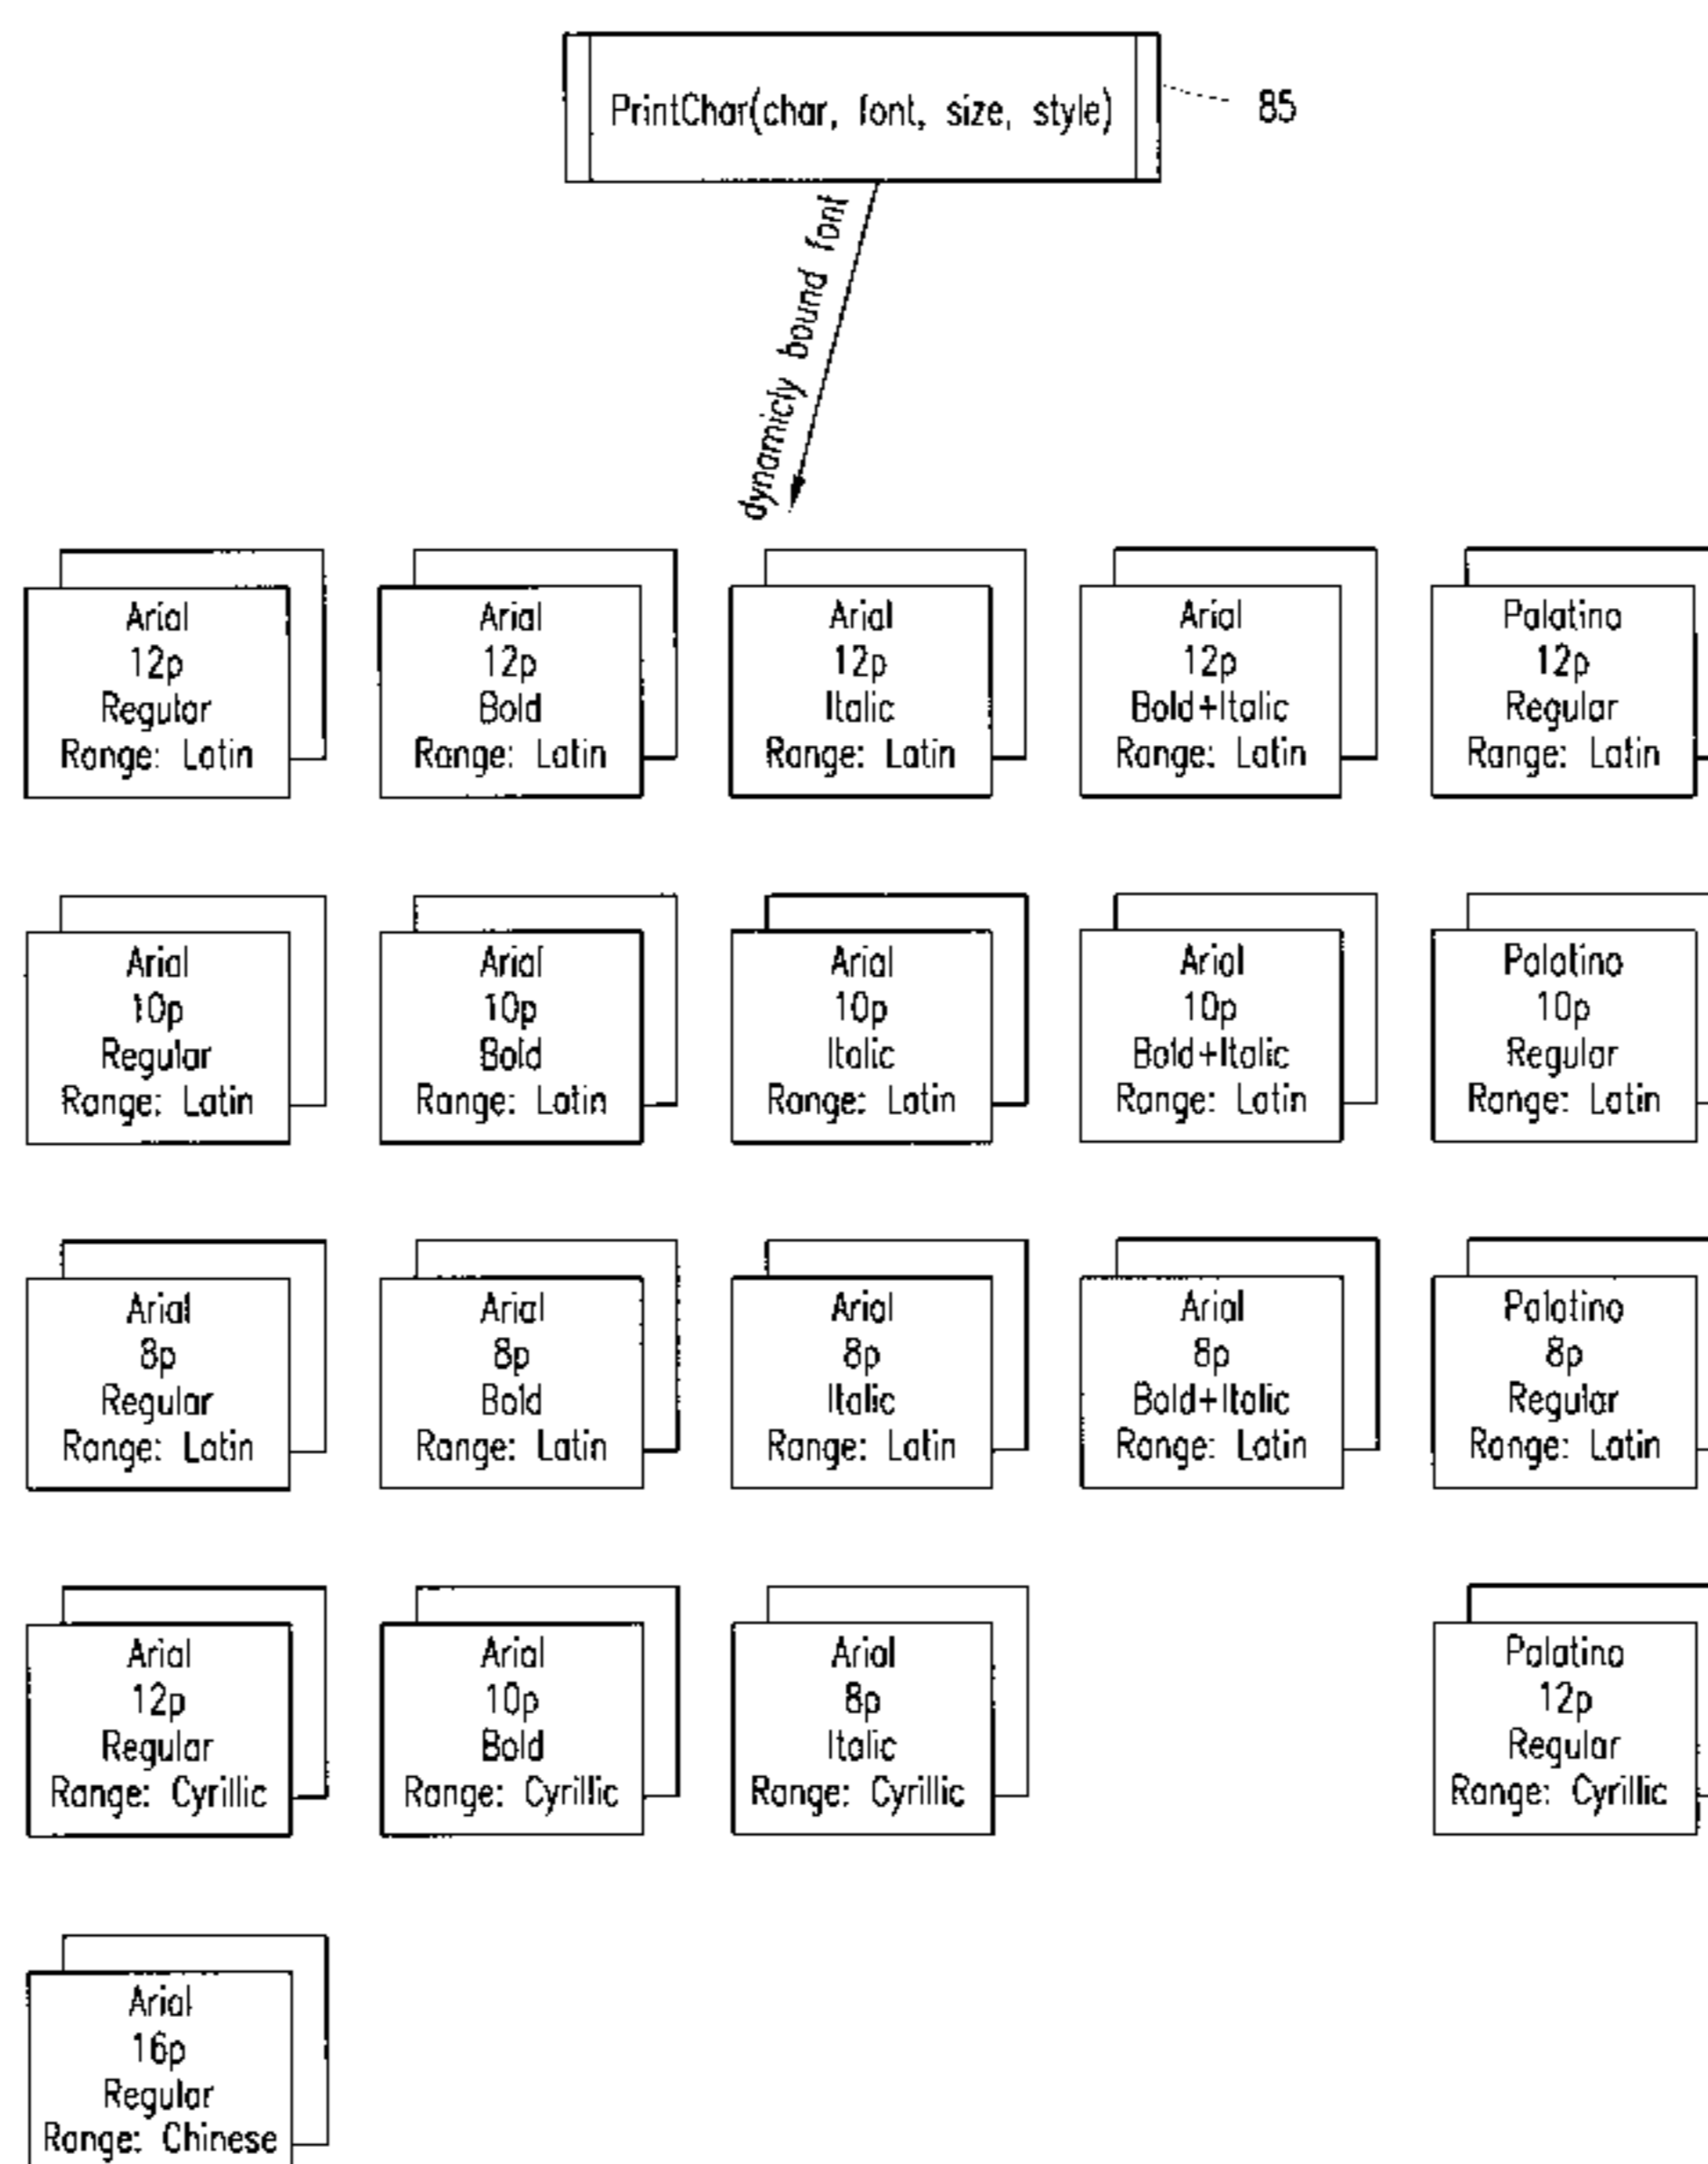 PrintChar(char, font, size, style)
85
dynamicly bound font
Arial
12p
Regular
Range: Latin
Arial
12p
Bold
Range: Latin
Arial
12p
Italic
Range: Latin
Arial
12p
Bold+Italic
Range: Latin
Palatino
12p
Regular
Range: Latin
Arial
10p
Regular
Range: Latin
Arial
10p
Bold
Range: Latin
Arial
10p
Italic
Range: Latin
Arial
10p
Bold+Italic
Range: Latin
Palatino
10p
Regular
Range: Latin
Arial
8p
Regular
Range: Latin
Arial
8p
Bold
Range: Latin
Arial
8p
Italic
Range: Latin
Arial
8p
Bold+Italic
Range: Latin
Palatino
8p
Regular
Range: Latin
Arial
12p
Regular
Range: Cyrillic
Arial
10p
Bold
Range: Cyrillic
Arial
8p
Italic
Range: Cyrillic
Palatino
12p
Regular
Range: Cyrillic
Arial
16p
Regular
Range: Chinese